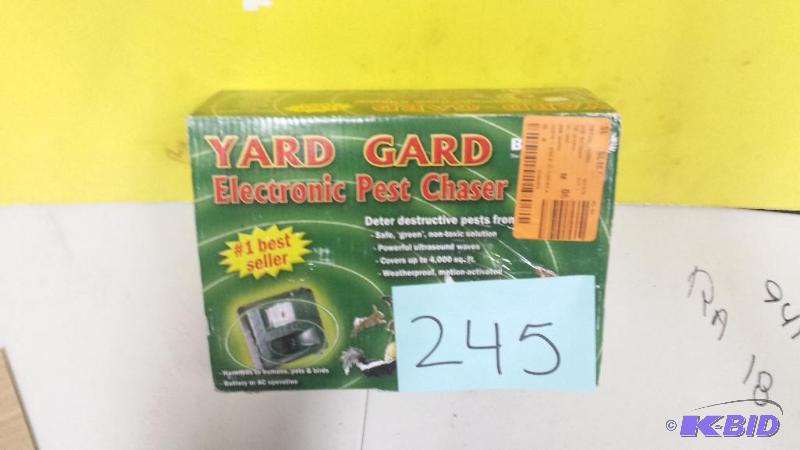 YARD GARD
YARD GARD
Electronic Pest Chaser
Deter destructive pests from
- Safe, 'green', non-toxic solution
- Powerful ultrasound waves
- Covers up to 4,000 sq. ft.
- Weatherproof, motion-activated
#1 best
seller
245
- Harmless to humans, pets & birds
- Battery or AC operation
18
© K-BID